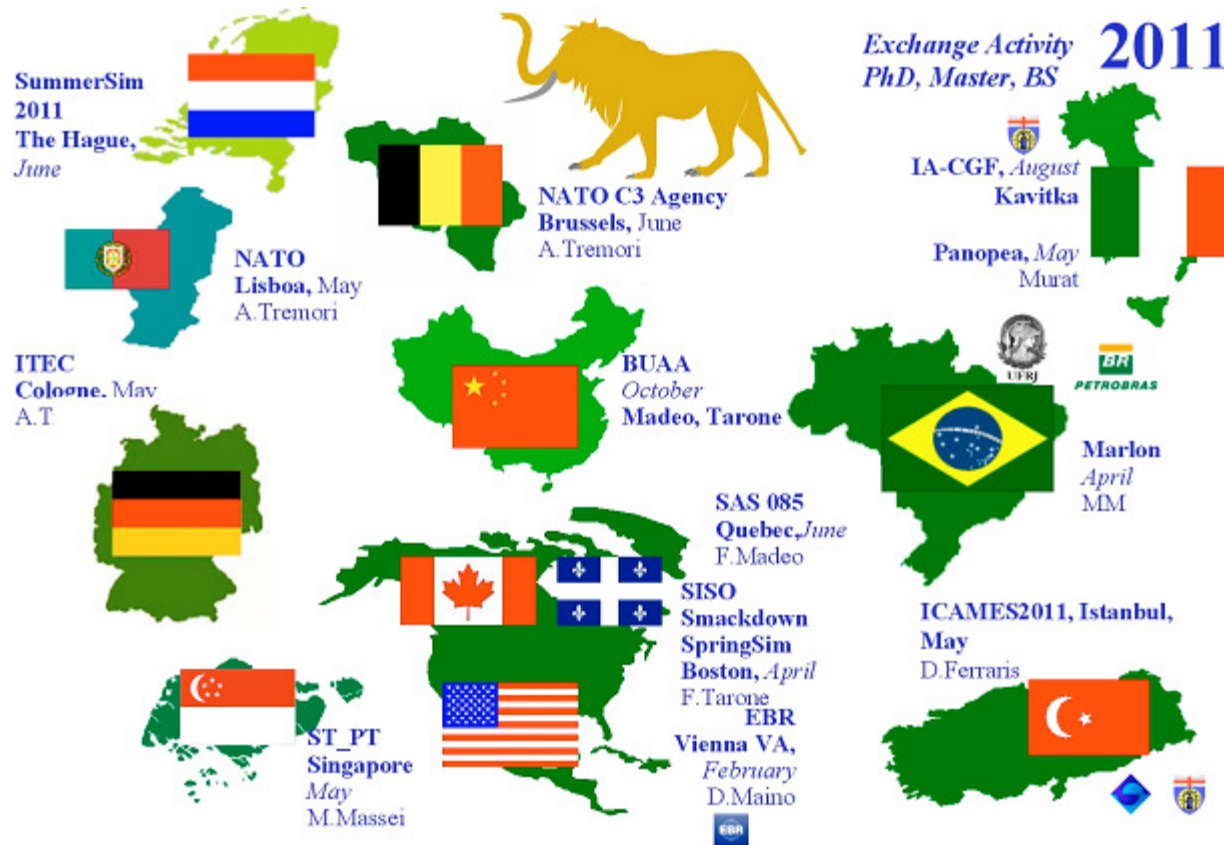 Exchange Activity
PhD, Master, BS
2011
SummerSim
2011
The Hague,
June
NATO C3 Agency
Brussels, June
A.Tremori
IA-CGF, August
Kavitka
Panopea, May
Murat
NATO
Lisboa, May
A.Tremori
ITEC
Cologne, May
A.T
BUAA
October
Madeo, Tarone
UFRJ
BR
PETROBRAS
Marlon
April
MM
SAS 085
Quebec,June
F.Madeo
SISO
Smackdown
SpringSim
Boston, April
F.Tarone
EBR
Vienna VA,
February
D.Maino
EBR
ICAMES2011, Istanbul,
May
D.Ferraris
ST_PT
Singapore
May
M.Massei